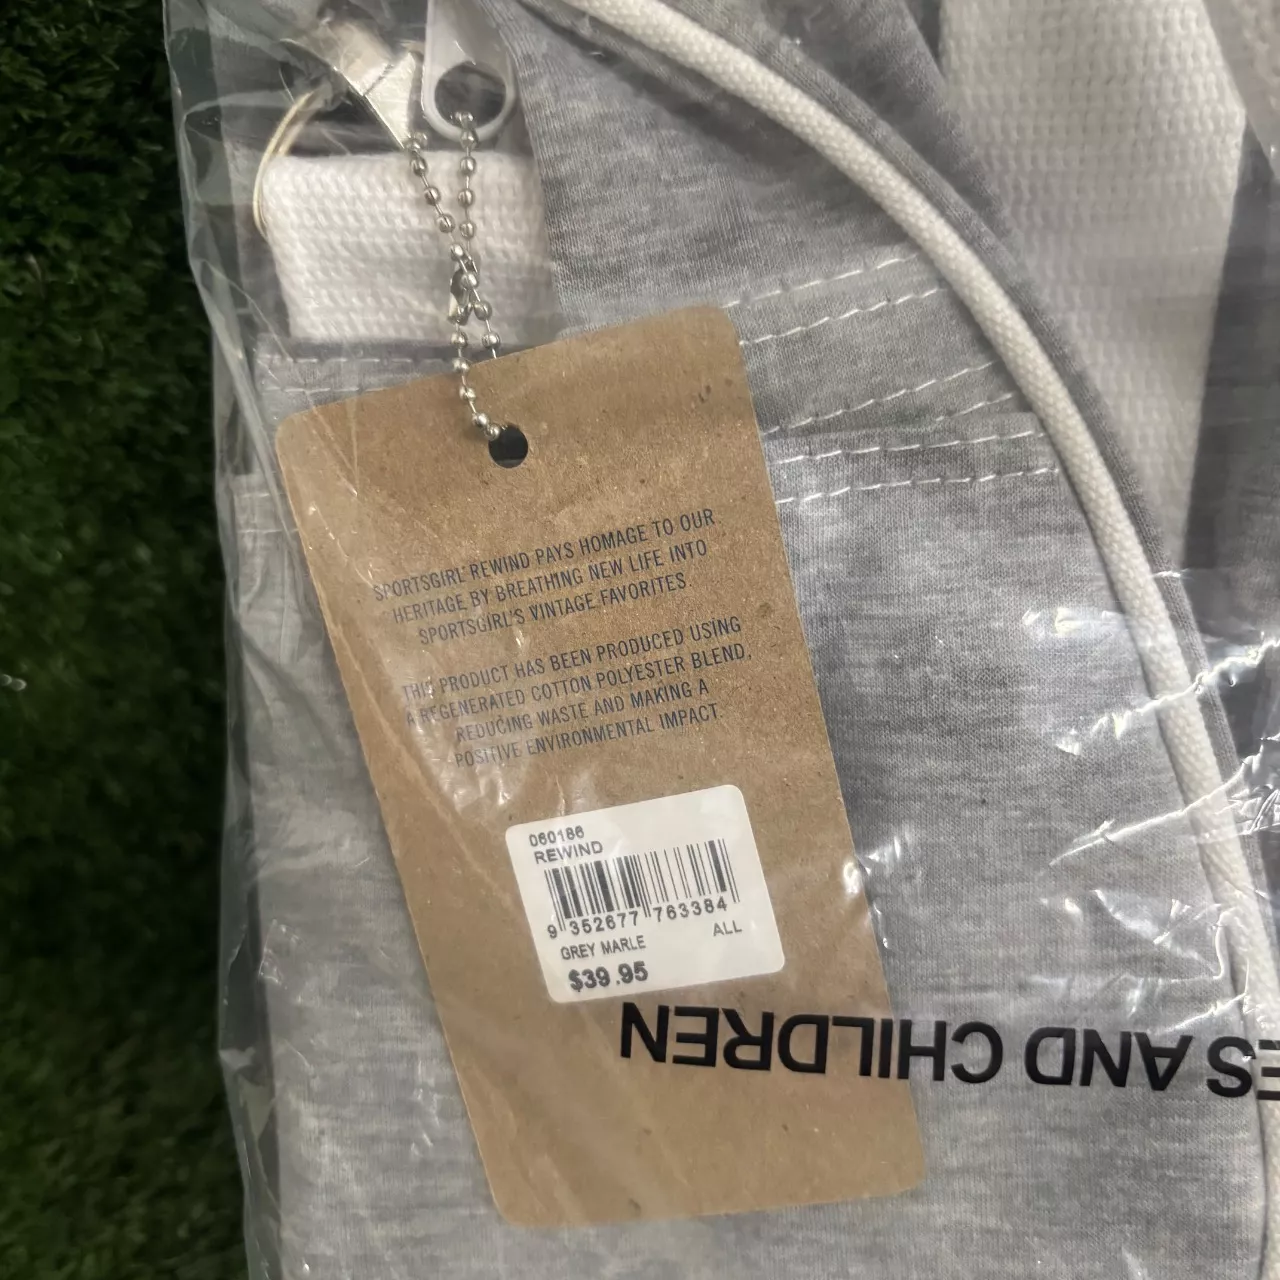 SPORTSGIRL REWIND PAYS HOMAGE TO OUR
HERITAGE BY BREATHING NEW LIFE INTO
SPORTSGIRL'S VINTAGE FAVORITES.
THIS PRODUCT HAS BEEN PRODUCED USING
A REGENERATED COTTON POLYESTER BLEND,
REDUCING WASTE AND MAKING A
POSITIVE ENVIRONMENTAL IMPACT.
060186
REWIND
9 352677 763384
GREY MARLE ALL
$39.95
ES AND CHILDREN